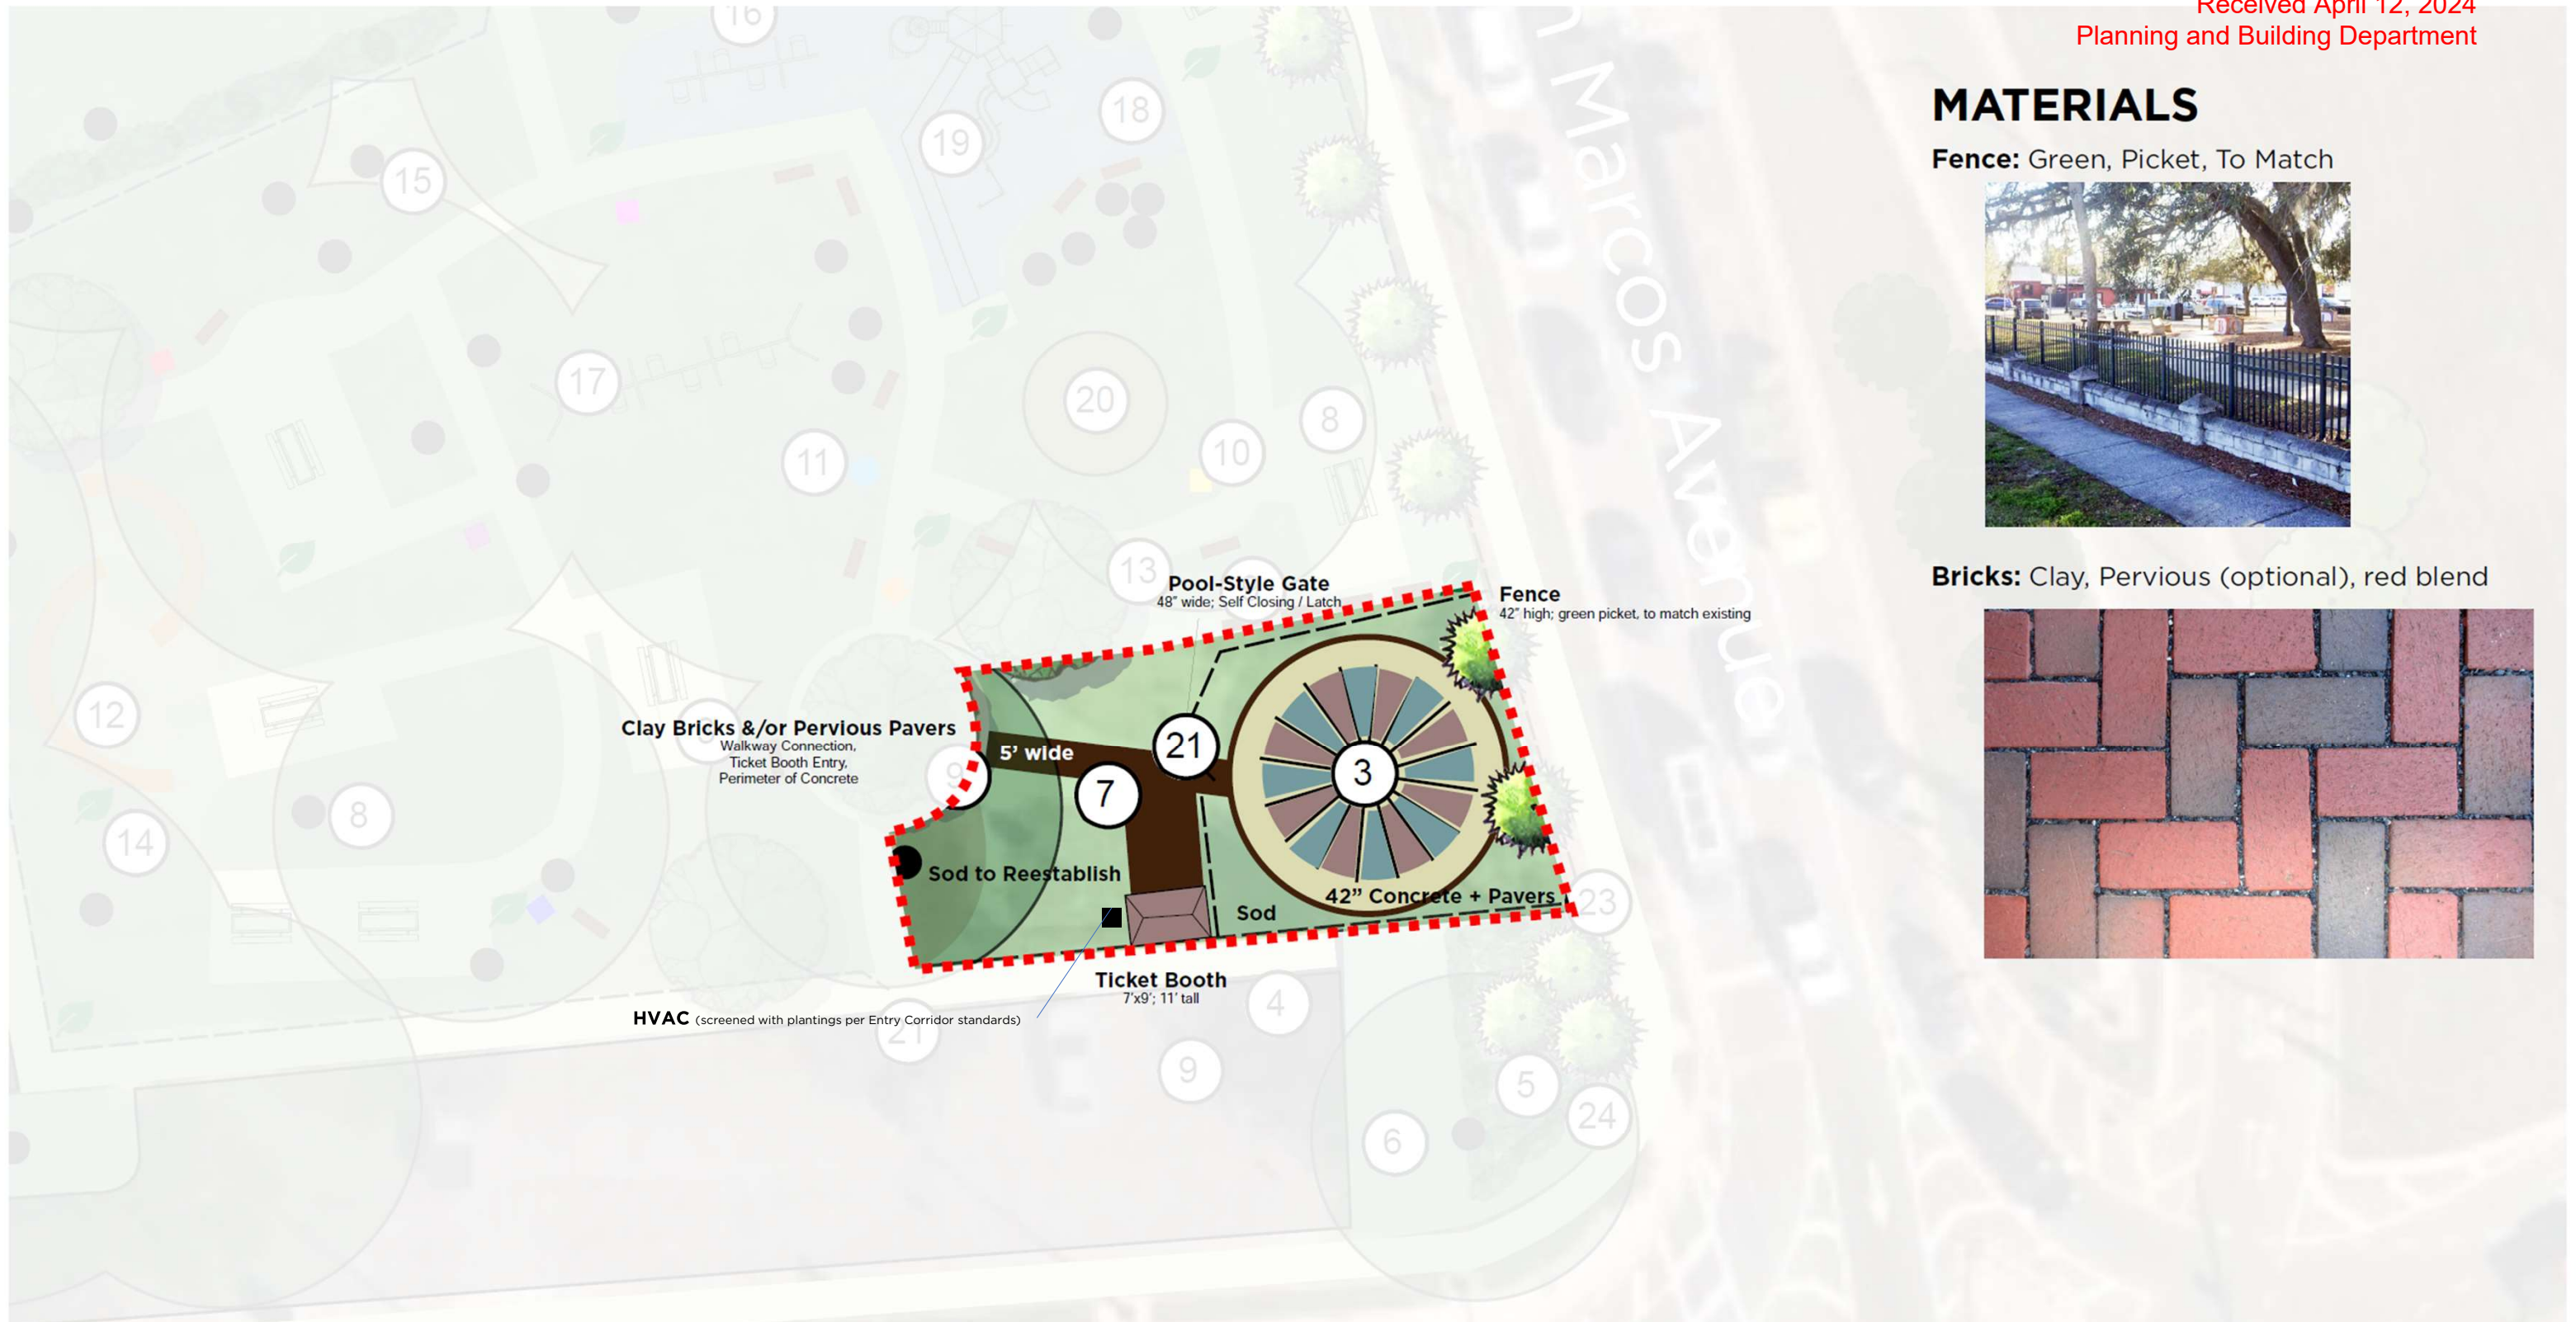 Received April 12, 2024
Planning and Building Department
MATERIALS
Fence: Green, Picket, To Match
Bricks: Clay, Pervious (optional), red blend
Marcos Avenue
16
18
19
15
17
20
8
10
11
13
Pool-Style Gate
48” wide; Self Closing / Latch
Fence
42” high; green picket, to match existing
12
Clay Bricks &/or Pervious Pavers
Walkway Connection,
Ticket Booth Entry,
Perimeter of Concrete
5’ wide
21
3
9
7
14
8
Sod to Reestablish
42” Concrete + Pavers
Sod
23
Ticket Booth
7’x9’; 11’ tall
4
HVAC (screened with plantings per Entry Corridor standards)
21
9
5
24
6